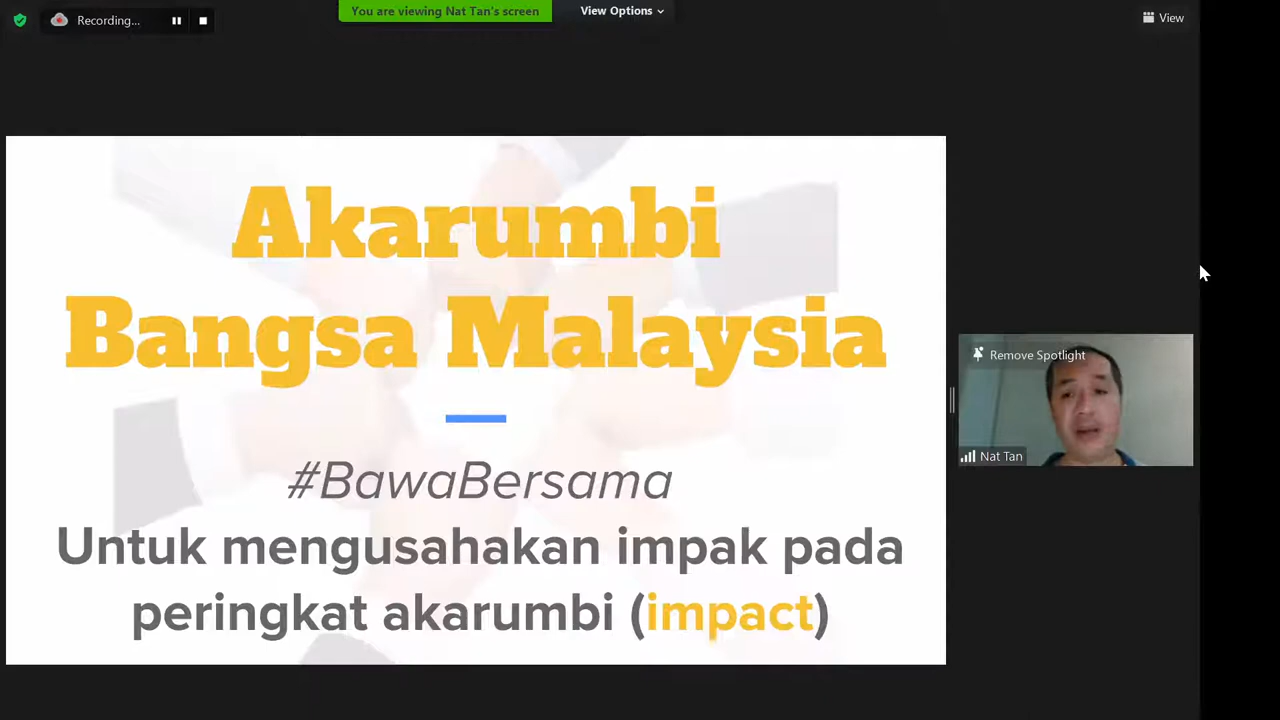 Recording...
You are viewing Nat Tan's screen
View Options
View
Akarumbi
Bangsa Malaysia
#BawaBersama
Untuk mengusahakan impak pada
peringkat akarumbi (impact)
Remove Spotlight
Nat Tan